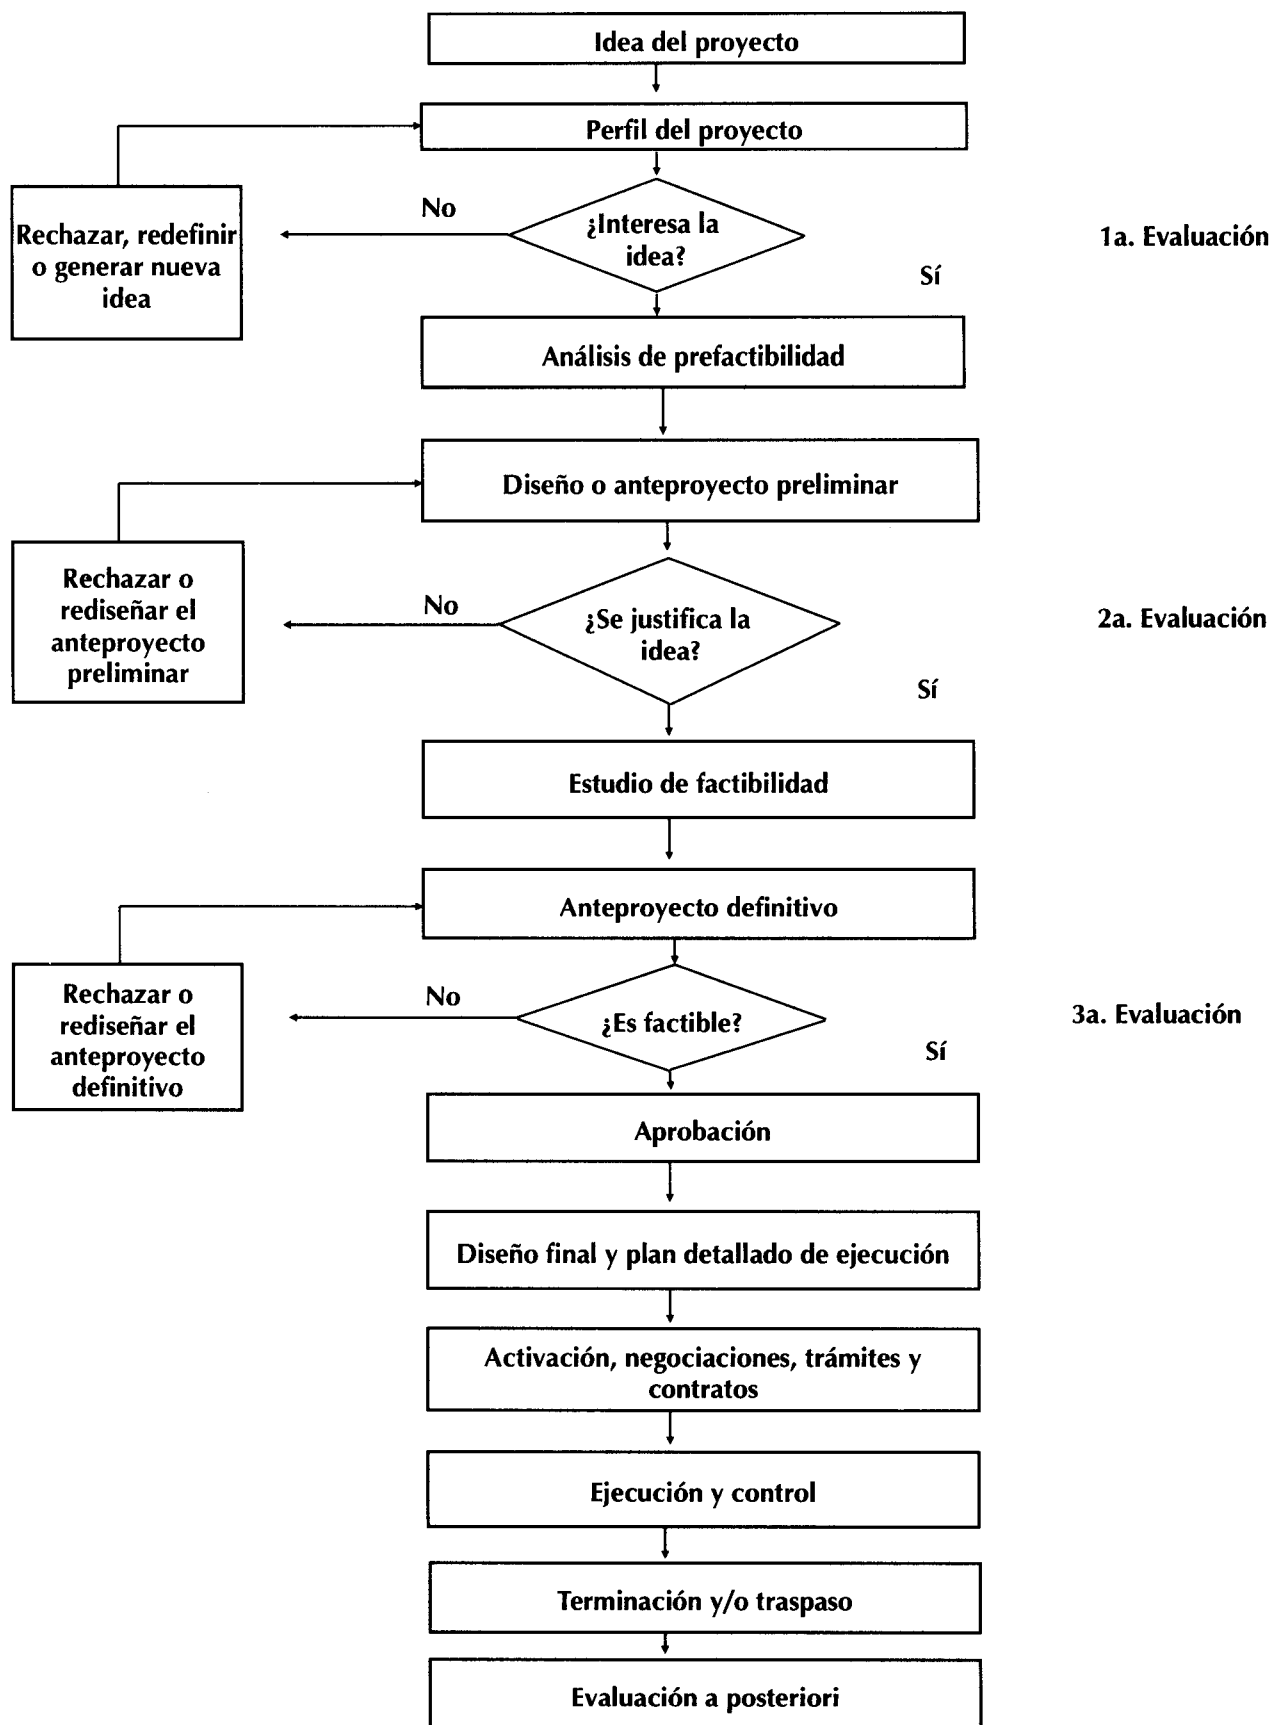 Idea del proyecto
Perfil del proyecto
No
¿Interesa la
idea?
Rechazar, redefinir
o generar nueva
idea
1a. Evaluación
Sí
Análisis de prefactibilidad
Diseño o anteproyecto preliminar
Rechazar o
rediseñar el
anteproyecto
preliminar
No
¿Se justifica la
idea?
2a. Evaluación
Sí
Estudio de factibilidad
Anteproyecto definitivo
Rechazar o
rediseñar el
anteproyecto
definitivo
No
¿Es factible?
3a. Evaluación
Sí
Aprobación
Diseño final y plan detallado de ejecución
Activación, negociaciones, trámites y
contratos
Ejecución y control
Terminación y/o traspaso
Evaluación a posteriori